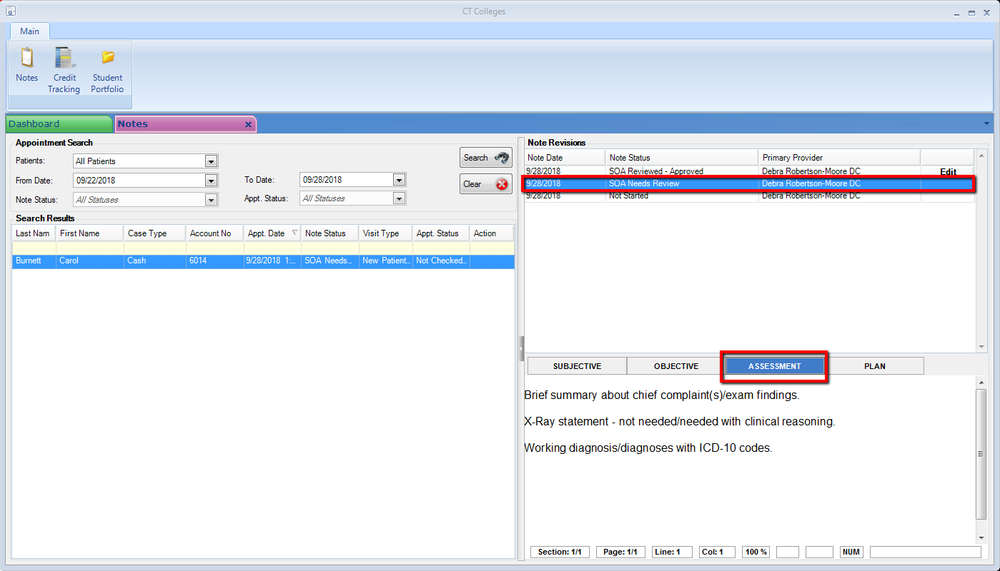 CT Colleges
Main
Notes
Credit Tracking
Student Portfolio
Dashboard
Notes x
Appointment Search
Patients: All Patients
Search
From Date: 09/22/2018 To Date: 09/28/2018
Clear
Note Status: All Statuses Appt. Status: All Statuses
Search Results
Last Nam First Name Case Type Account No Appt. Date Note Status Visit Type Appt. Status Action
Burnett Carol Cash 6014 9/28/2018 1:... SOA Needs... New Patient... Not Checked...
Note Revisions
Note Date Note Status Primary Provider
9/28/2018 SOA Reviewed - Approved Debra Robertson-Moore DC Edit
9/28/2018 SOA Needs Review Debra Robertson-Moore DC
9/28/2018 Not Started Debra Robertson-Moore DC
SUBJECTIVE OBJECTIVE ASSESSMENT PLAN
Brief summary about chief complaint(s)/exam findings.
X-Ray statement - not needed/needed with clinical reasoning.
Working diagnosis/diagnoses with ICD-10 codes.
Section: 1/1 Page: 1/1 Line: 1 Col: 1 100 % NUM